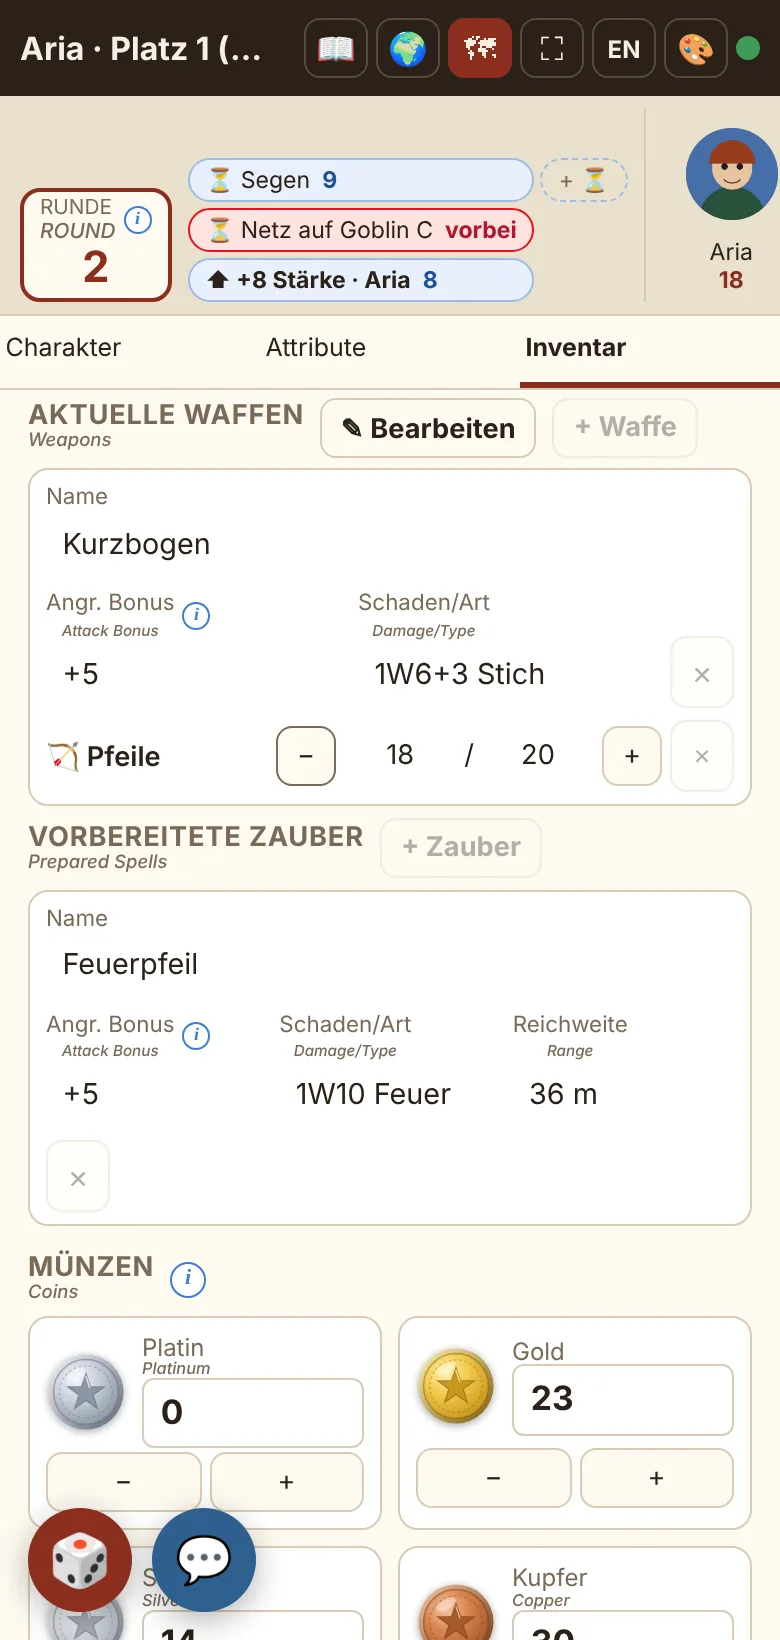 Aria · Platz 1 (...
EN
RUNDE
ROUND
i
2
Segen 9
+
Netz auf Goblin C vorbei
+8 Stärke · Aria 8
Aria
18
Charakter
Attribute
Inventar
AKTUELLE WAFFEN
Weapons
✎ Bearbeiten
+ Waffe
Name
Kurzbogen
Angr. Bonus
Attack Bonus
i
Schaden/Art
Damage/Type
+5
1W6+3 Stich
×
Pfeile
−
18 / 20
+
×
VORBEREITETE ZAUBER
Prepared Spells
+ Zauber
Name
Feuerpfeil
Angr. Bonus
Attack Bonus
i
Schaden/Art
Damage/Type
Reichweite
Range
+5
1W10 Feuer
36 m
×
MÜNZEN
Coins
i
Platin
Platinum
0
−
+
Gold
23
−
+
Kupfer
Copper